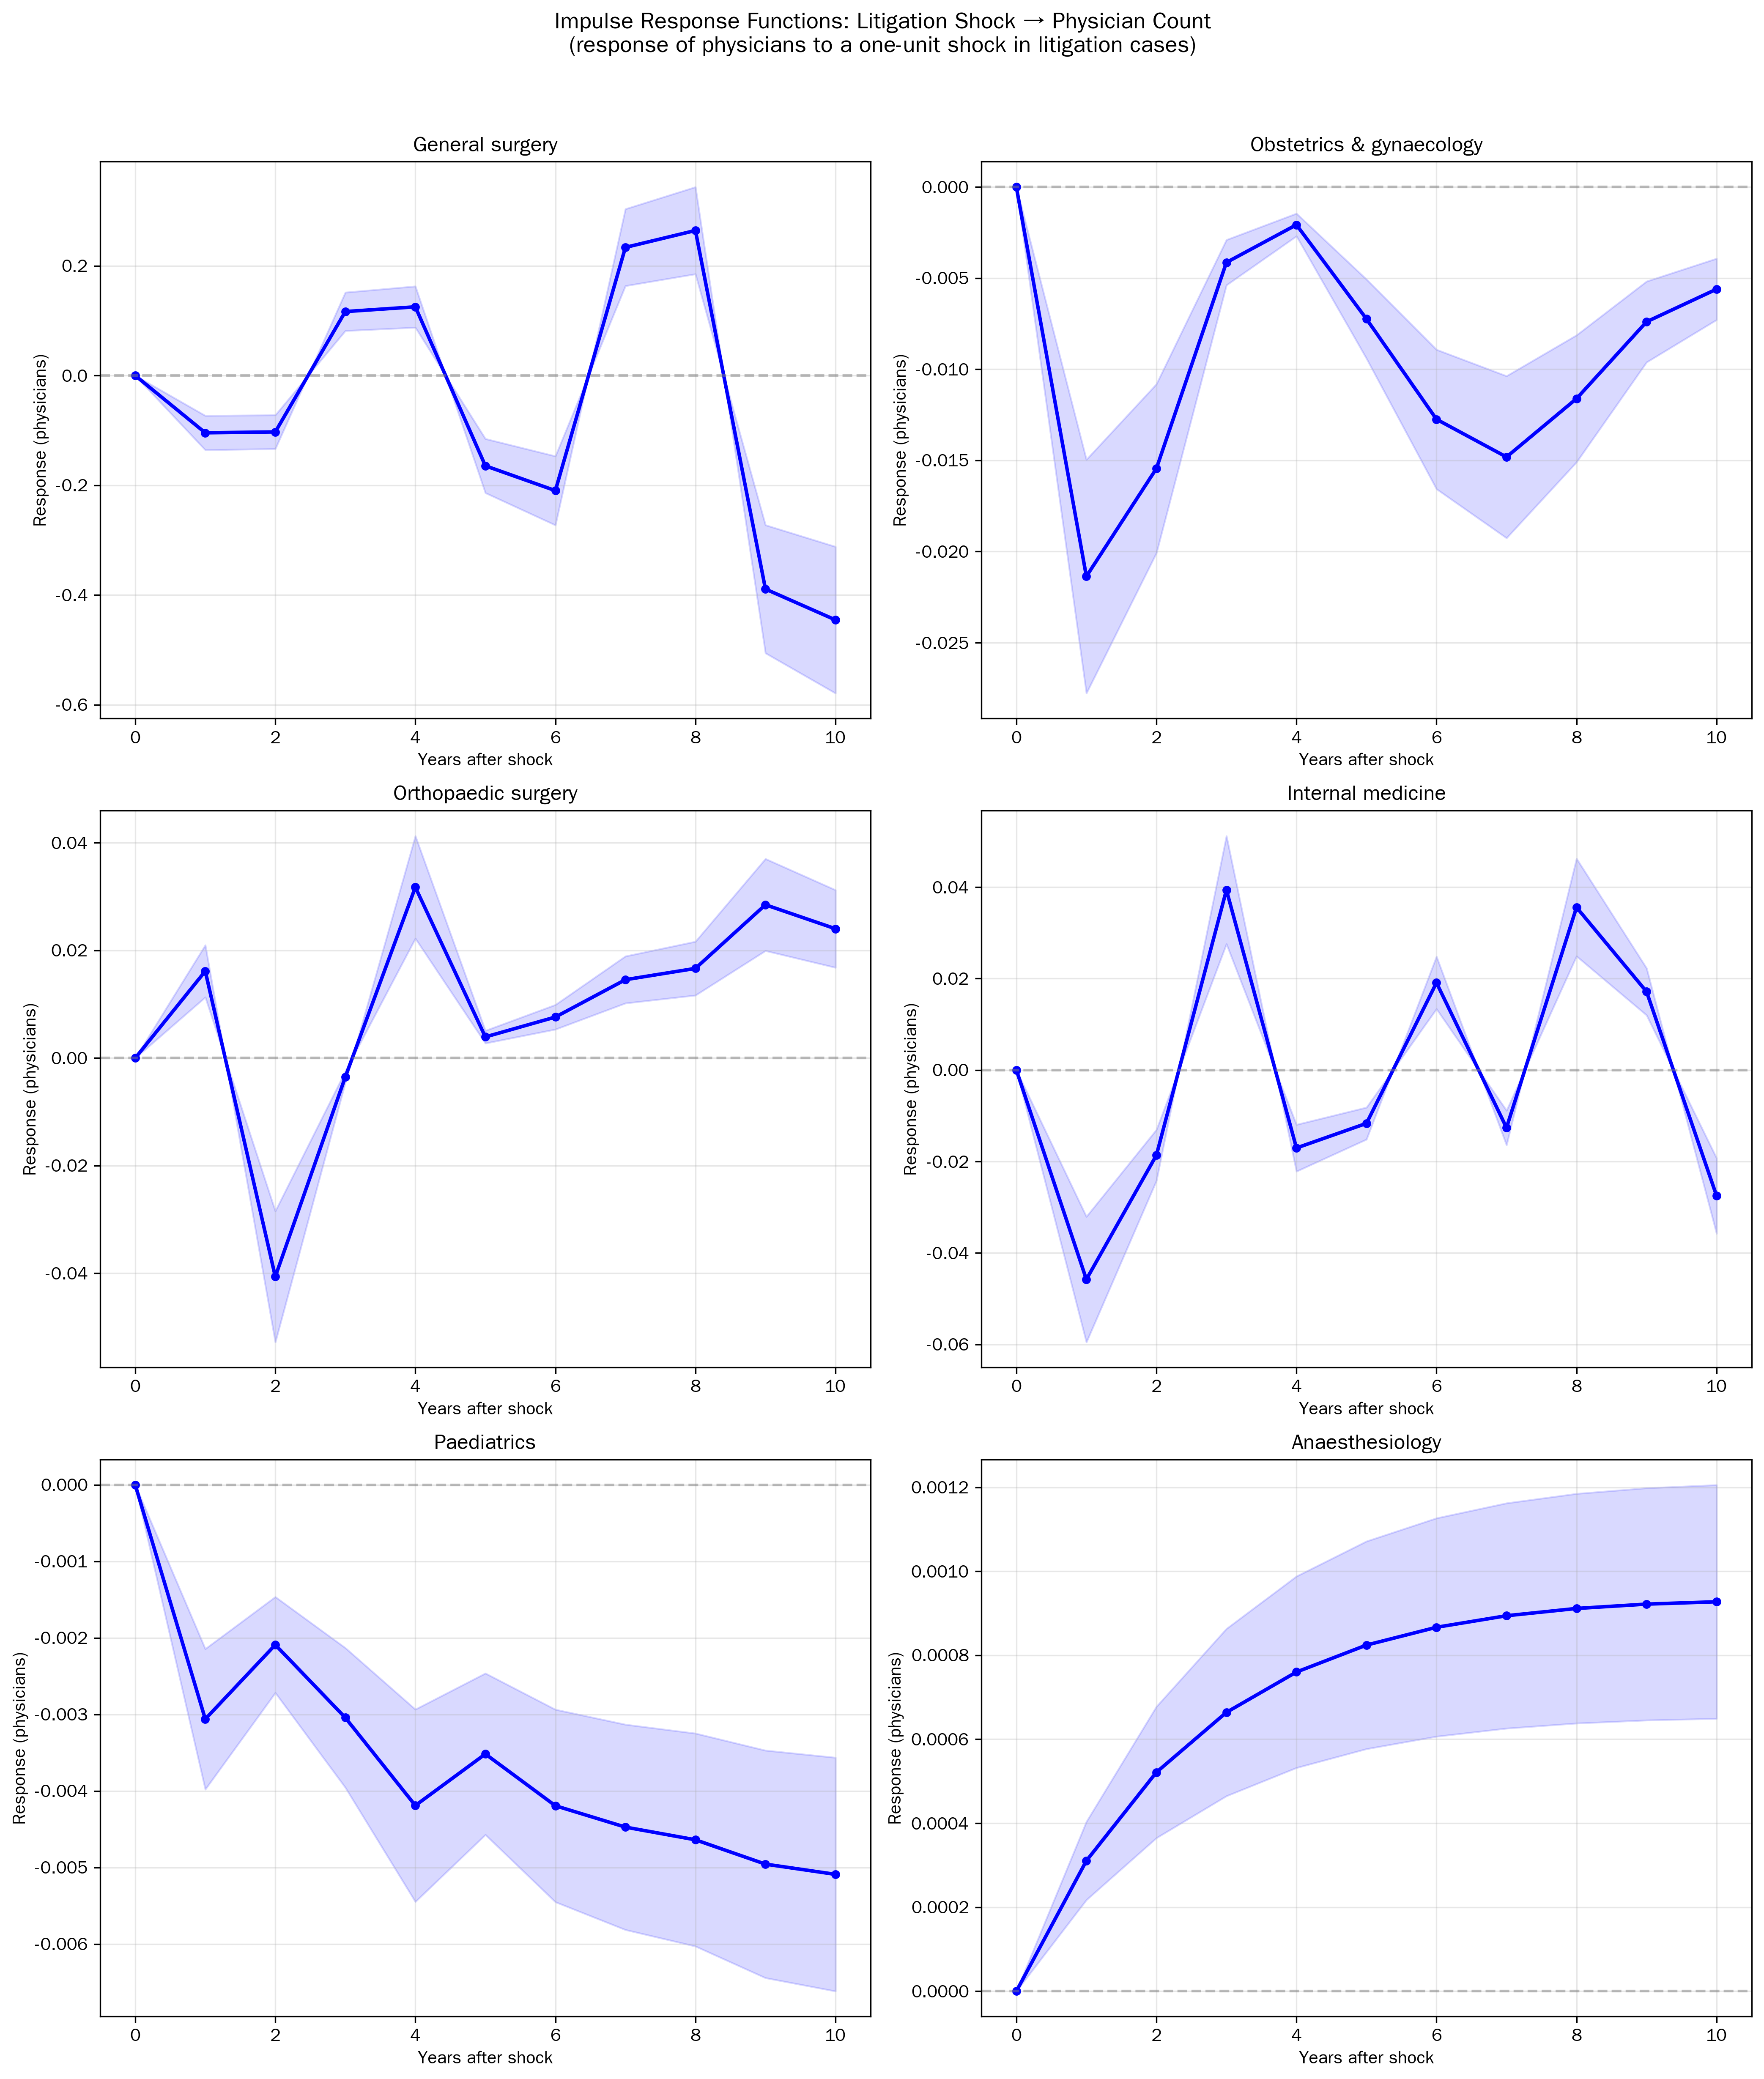 Impulse Response Functions: Litigation Shock → Physician Count
(response of physicians to a one-unit shock in litigation cases)
General surgery
Response (physicians)
0.2
0.0
-0.2
-0.4
-0.6
0 2 4 6 8 10
Years after shock
Obstetrics & gynaecology
Response (physicians)
0.000
-0.005
-0.010
-0.015
-0.020
-0.025
0 2 4 6 8 10
Years after shock
Orthopaedic surgery
Response (physicians)
0.04
0.02
0.00
-0.02
-0.04
0 2 4 6 8 10
Years after shock
Internal medicine
Response (physicians)
0.04
0.02
0.00
-0.02
-0.04
-0.06
0 2 4 6 8 10
Years after shock
Paediatrics
Response (physicians)
0.000
-0.001
-0.002
-0.003
-0.004
-0.005
-0.006
0 2 4 6 8 10
Years after shock
Anaesthesiology
Response (physicians)
0.0012
0.0010
0.0008
0.0006
0.0004
0.0002
0.0000
0 2 4 6 8 10
Years after shock